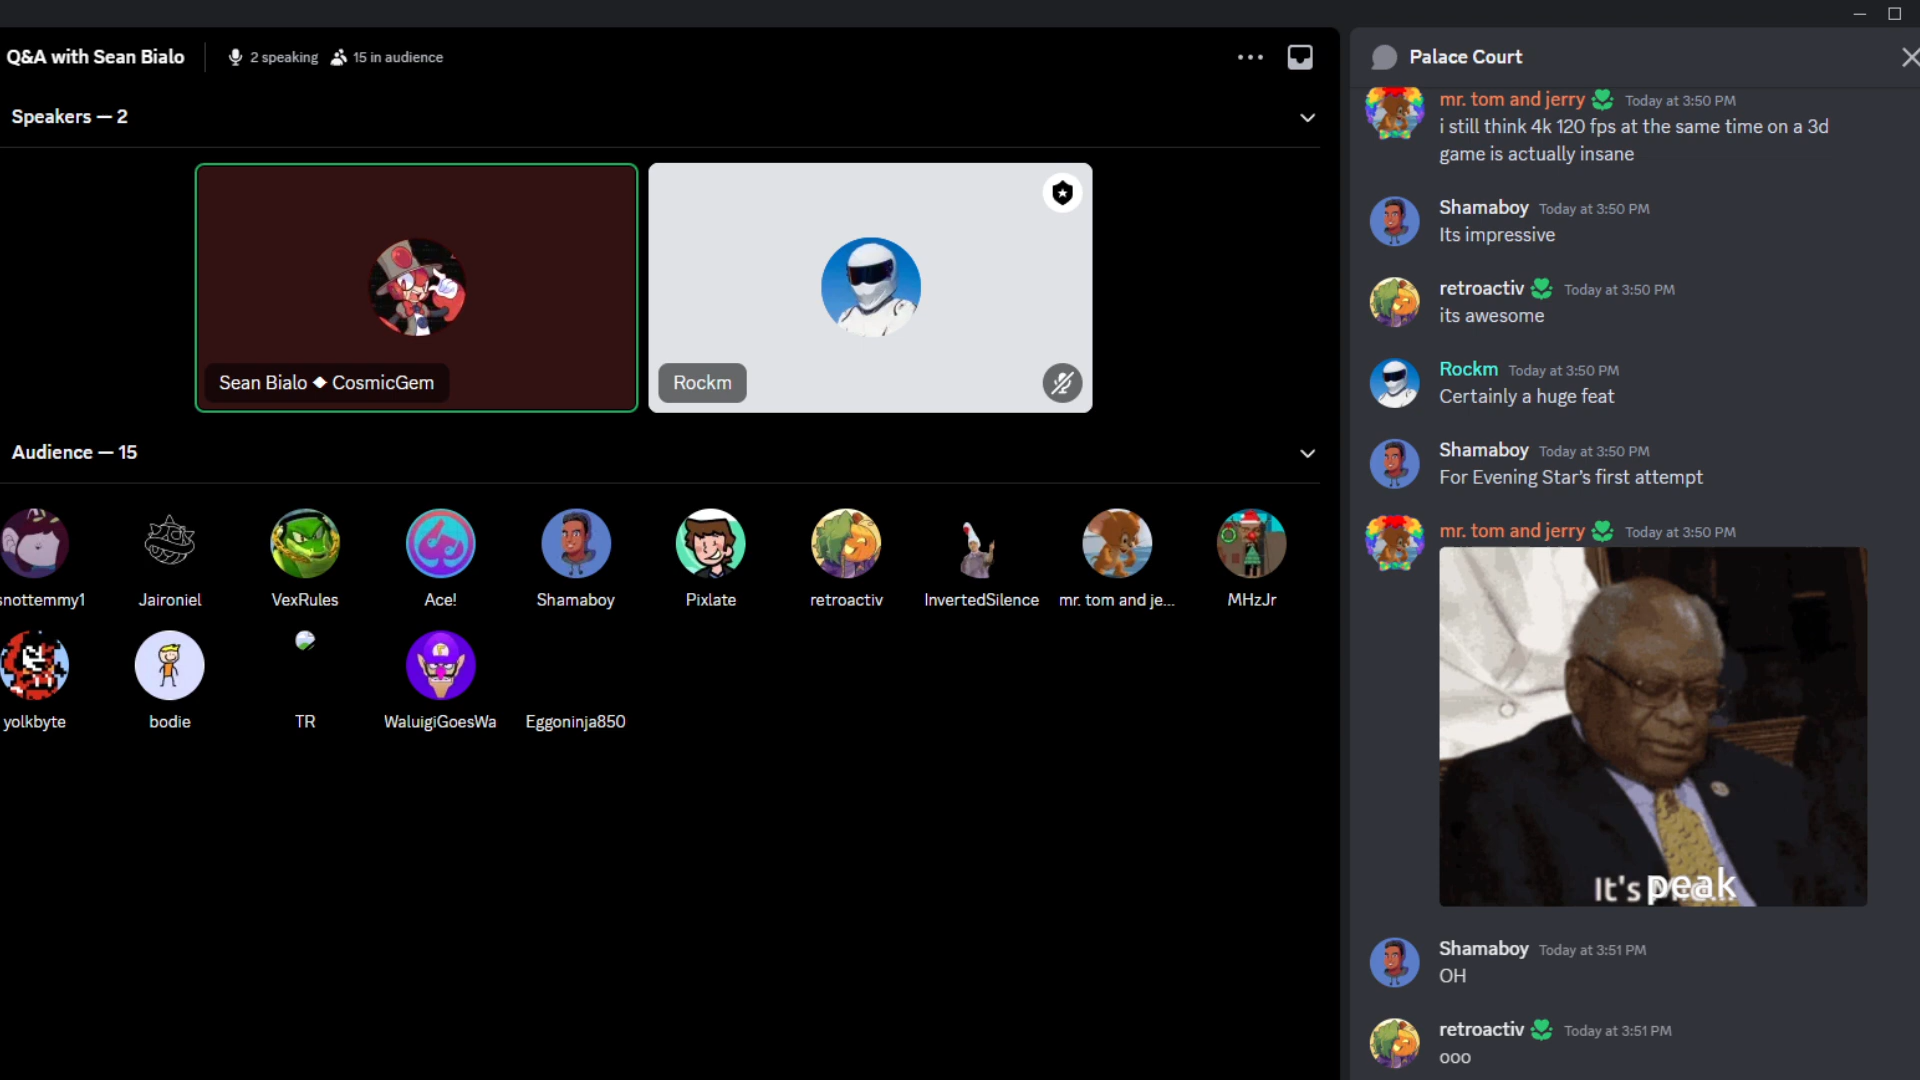 Q&A with Sean Bialo
2 speaking
15 in audience
Speakers — 2
Sean Bialo ◆ CosmicGem
Rockm
Audience — 15
snottemmy1
Jaironiel
VexRules
Ace!
Shamaboy
Pixlate
retroactiv
InvertedSilence
mr. tom and je...
MHzJr
yolkbyte
bodie
TR
WaluigiGoesWa
Eggoninja850
Palace Court
mr. tom and jerry Today at 3:50 PM
i still think 4k 120 fps at the same time on a 3d
game is actually insane
Shamaboy Today at 3:50 PM
Its impressive
retroactiv Today at 3:50 PM
its awesome
Rockm Today at 3:50 PM
Certainly a huge feat
Shamaboy Today at 3:50 PM
For Evening Star's first attempt
mr. tom and jerry Today at 3:50 PM
It's peak
Shamaboy Today at 3:51 PM
OH
retroactiv Today at 3:51 PM
ooo